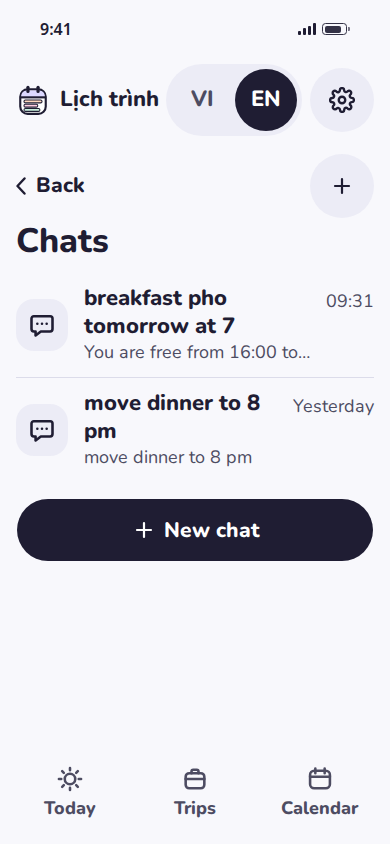 9:41
Lịch trình
VI
EN
Back
Chats
breakfast pho
tomorrow at 7
09:31
You are free from 16:00 to...
move dinner to 8
pm
Yesterday
move dinner to 8 pm
New chat
Today
Trips
Calendar